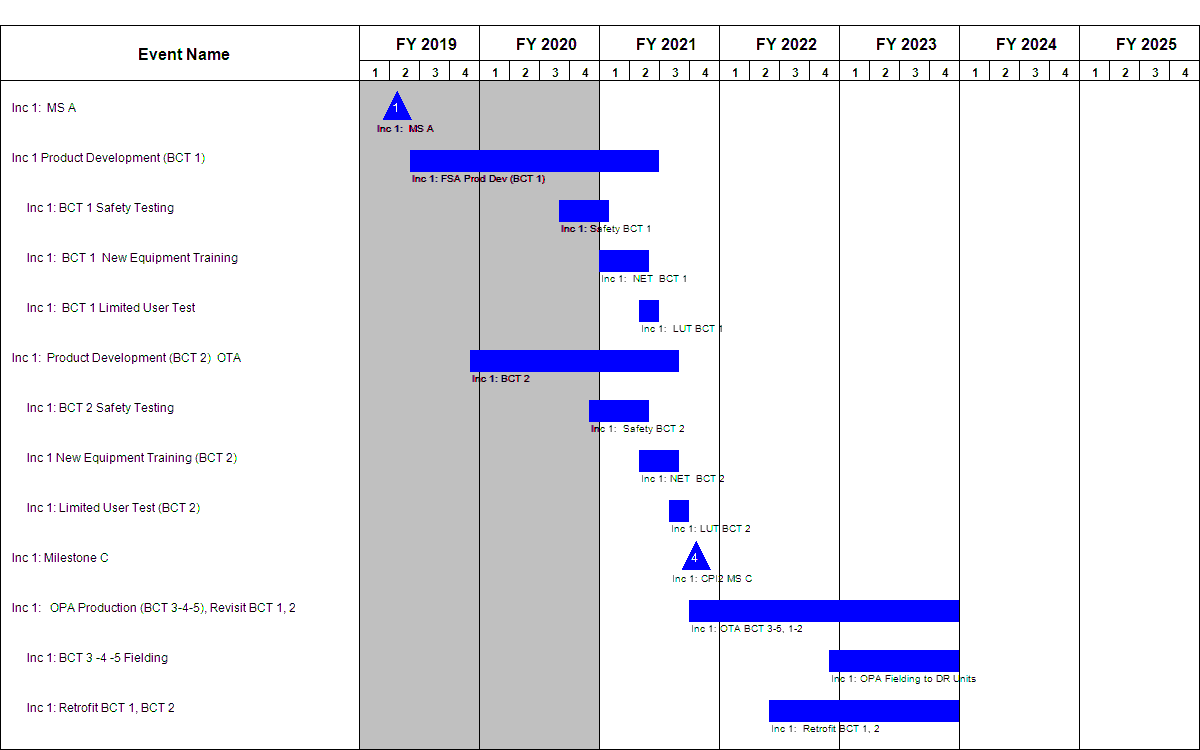 Event Name
FY 2019 FY 2020 FY 2021 FY 2022 FY 2023 FY 2024 FY 2025
1 2 3 4 1 2 3 4 1 2 3 4 1 2 3 4 1 2 3 4 1 2 3 4 1 2 3 4
Inc 1: MS A
1
Inc 1: MS A
Inc 1 Product Development (BCT 1)
Inc 1: FSA Prod Dev (BCT 1)
Inc 1: BCT 1 Safety Testing
Inc 1: Safety BCT 1
Inc 1: BCT 1 New Equipment Training
Inc 1: NET BCT 1
Inc 1: BCT 1 Limited User Test
Inc 1: LUT BCT 1
Inc 1: Product Development (BCT 2) OTA
Inc 1: BCT 2
Inc 1: BCT 2 Safety Testing
Inc 1: Safety BCT 2
Inc 1 New Equipment Training (BCT 2)
Inc 1: NET BCT 2
Inc 1: Limited User Test (BCT 2)
Inc 1: LUT BCT 2
Inc 1: Milestone C
4
Inc 1: CPI2 MS C
Inc 1: OPA Production (BCT 3-4-5), Revisit BCT 1, 2
Inc 1: OTA BCT 3-5, 1-2
Inc 1: BCT 3 -4 -5 Fielding
Inc 1: OPA Fielding to DR Units
Inc 1: Retrofit BCT 1, BCT 2
Inc 1: Retrofit BCT 1, 2